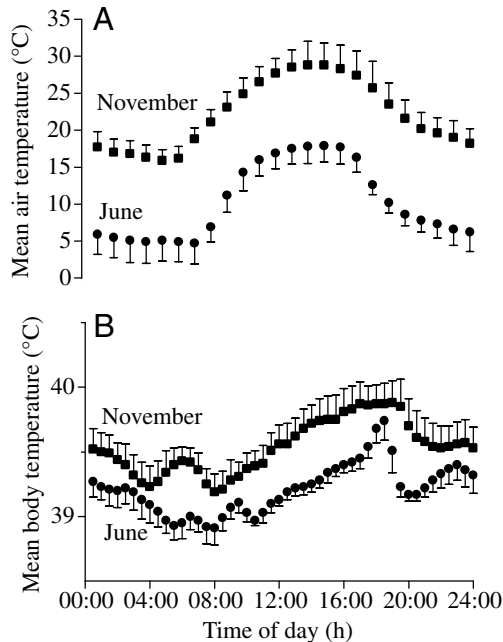 A
Mean air temperature (°C)
35
30
25
20
15
10
5
0
November
June
B
Mean body temperature (°C)
40
39
November
June
00:00 04:00 08:00 12:00 16:00 20:00 24:00
Time of day (h)